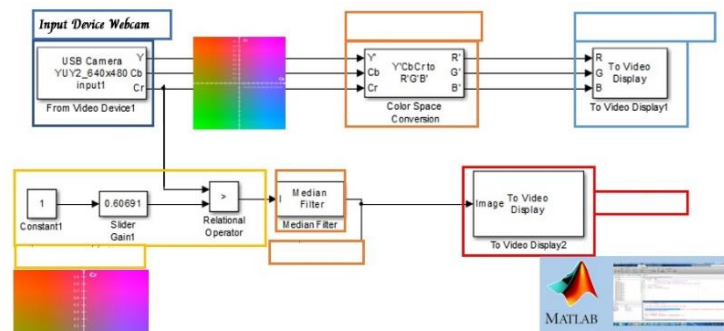 Input Device Webcam
USB Camera
YUY2_640x480
input1
Y
Cb
Cr
From Video Device1
Y'
Cb
Cr
Y'CbCr to
R'G'B'
R'
G'
B'
Color Space
Conversion
R
G
B
To Video
Display
To Video Display1
1
Constant1
0.60691
Slider
Gain1
>
Relational
Operator
I
Median
Filter
Median Filter
Image
To Video
Display
To Video Display2
Cr
MATLAB